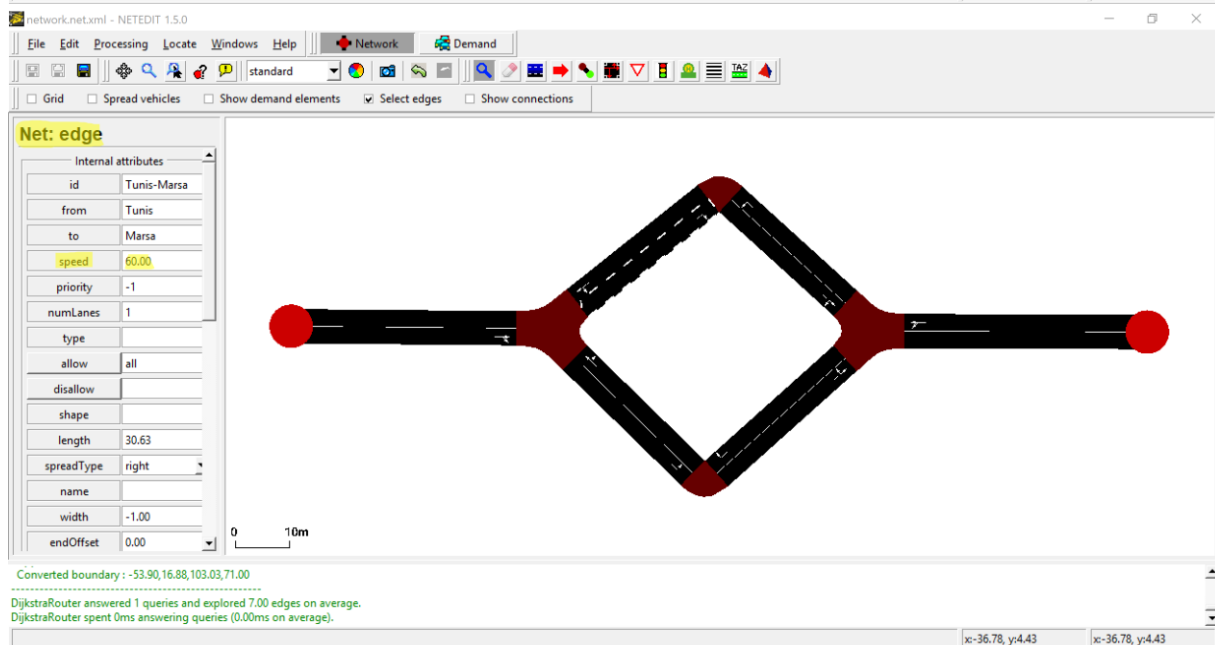 network.net.xml - NETEDIT 1.5.0
File Edit Processing Locate Windows Help Network Demand
standard TAZ
Grid Spread vehicles Show demand elements Select edges Show connections
Net: edge
Internal attributes
id Tunis-Marsa
from Tunis
to Marsa
speed 60.00
priority -1
numLanes 1
type
allow all
disallow
shape
length 30.63
spreadType right
name
width -1.00
endOffset 0.00
0 10m
Converted boundary : -53.90,16.88,103.03,71.00
-----------------------------------------------------
DijkstraRouter answered 1 queries and explored 7.00 edges on average.
DijkstraRouter spent 0ms answering queries (0.00ms on average).
x:-36.78, y:4.43 x:-36.78, y:4.43